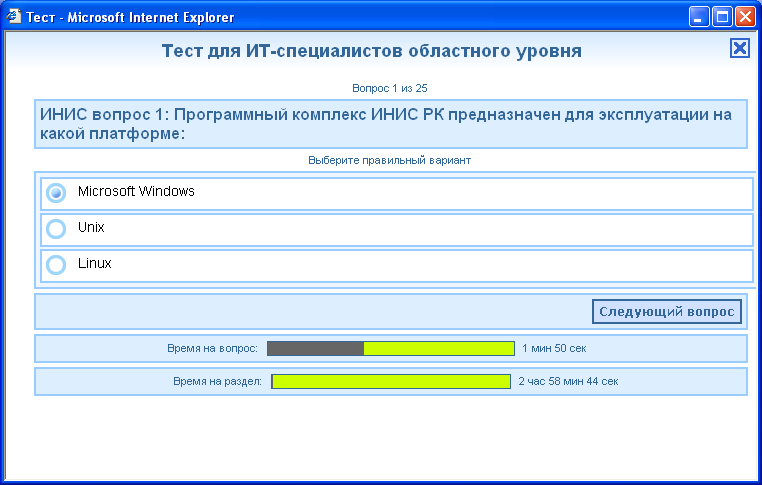 Тест - Microsoft Internet Explorer
Тест для ИТ-специалистов областного уровня
Вопрос 1 из 25
ИНИС вопрос 1: Программный комплекс ИНИС РК предназначен для эксплуатации на
какой платформе:
Выберите правильный вариант
Microsoft Windows
Unix
Linux
Следующий вопрос
Время на вопрос: 1 мин 50 сек
Время на раздел: 2 час 58 мин 44 сек